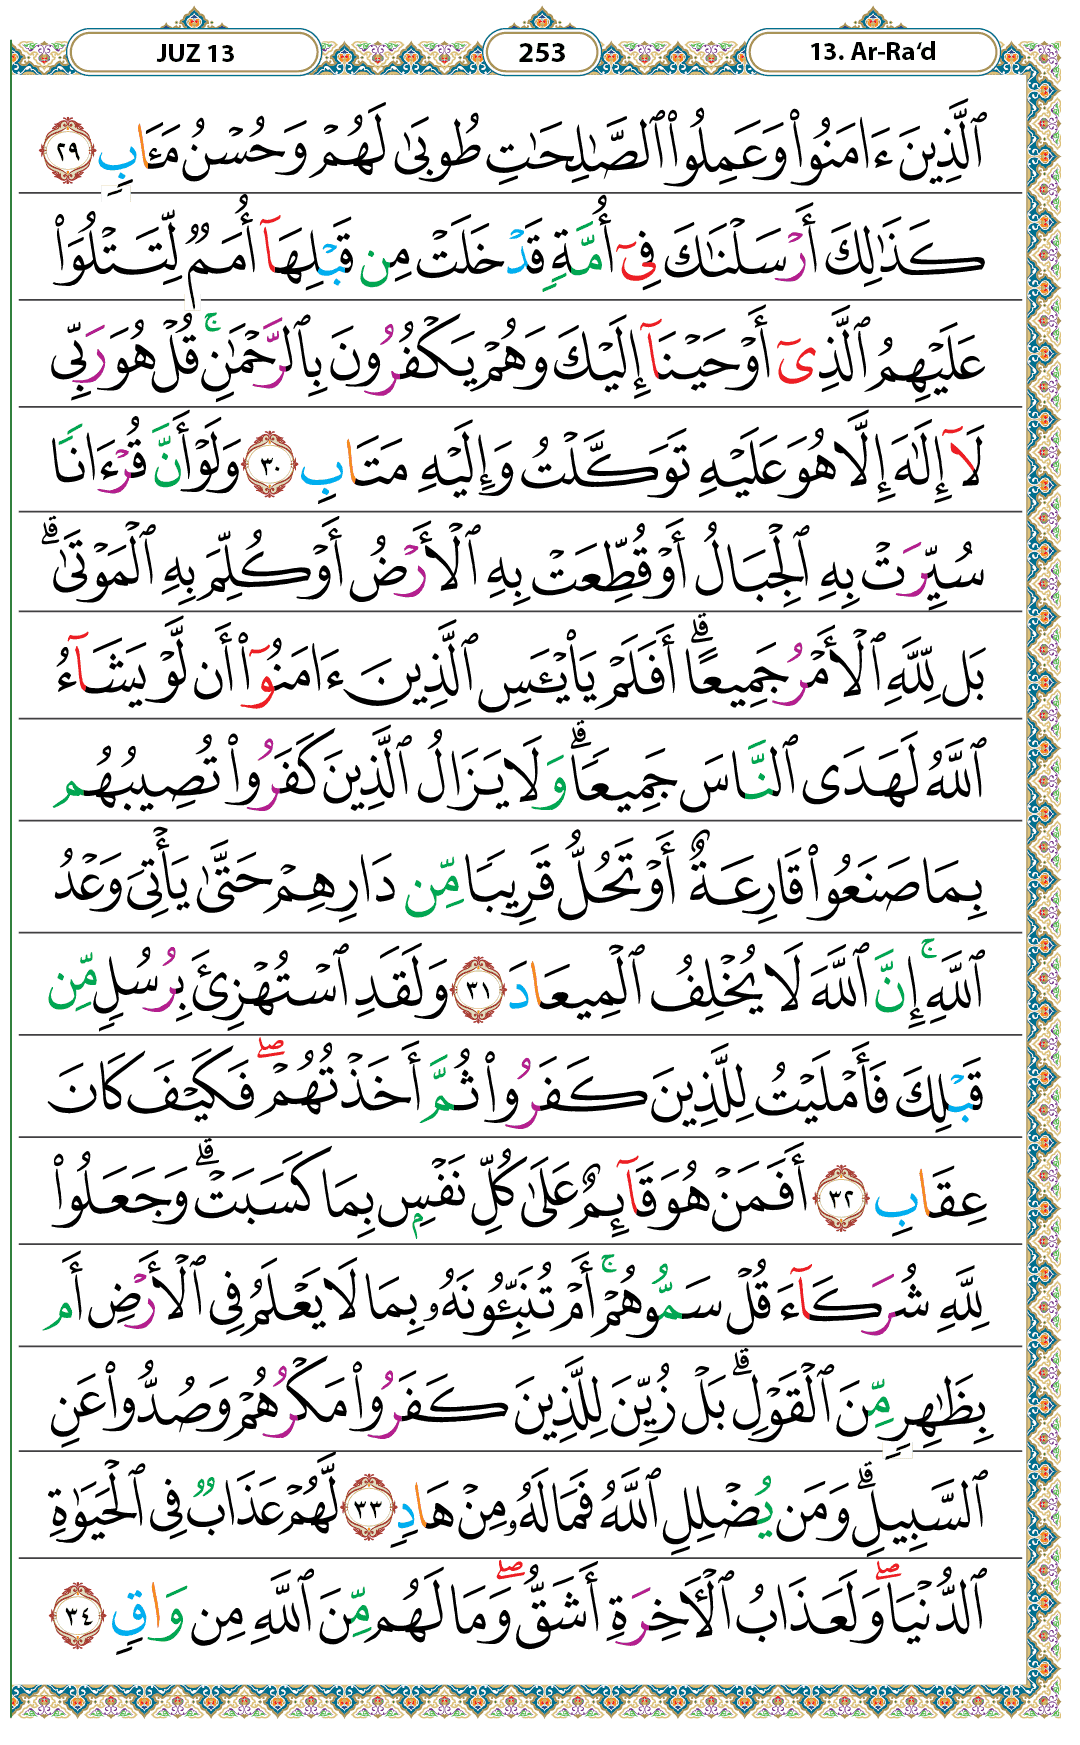 JUZ 13
253
13. Ar-Ra‘d
ٱلَّذِينَ ءَامَنُوا۟ وَعَمِلُوا۟ ٱلصَّـٰلِحَـٰتِ طُوبَىٰ لَهُمْ وَحُسْنُ مَـَٔابٍ ٢٩
كَذَٰلِكَ أَرْسَلْنَـٰكَ فِىٓ أُمَّةٍ قَدْ خَلَتْ مِن قَبْلِهَآ أُمَمٌ لِّتَتْلُوَا۟
عَلَيْهِمُ ٱلَّذِىٓ أَوْحَيْنَآ إِلَيْكَ وَهُمْ يَكْفُرُونَ بِٱلرَّحْمَـٰنِ ۚ قُلْ هُوَ رَبِّى
لَآ إِلَـٰهَ إِلَّا هُوَ عَلَيْهِ تَوَكَّلْتُ وَإِلَيْهِ مَتَابِ ٣٠ وَلَوْ أَنَّ قُرْءَانًا
سُيِّرَتْ بِهِ ٱلْجِبَالُ أَوْ قُطِّعَتْ بِهِ ٱلْأَرْضُ أَوْ كُلِّمَ بِهِ ٱلْمَوْتَىٰ ۗ
بَل لِّلَّهِ ٱلْأَمْرُ جَمِيعًا ۗ أَفَلَمْ يَا۟يْـَٔسِ ٱلَّذِينَ ءَامَنُوٓا۟ أَن لَّوْ يَشَآءُ
ٱللَّهُ لَهَدَى ٱلنَّاسَ جَمِيعًا ۗ وَلَا يَزَالُ ٱلَّذِينَ كَفَرُوا۟ تُصِيبُهُم
بِمَا صَنَعُوا۟ قَارِعَةٌ أَوْ تَحُلُّ قَرِيبًا مِّن دَارِهِمْ حَتَّىٰ يَأْتِىَ وَعْدُ
ٱللَّهِ ۚ إِنَّ ٱللَّهَ لَا يُخْلِفُ ٱلْمِيعَادَ ٣١ وَلَقَدِ ٱسْتُهْزِئَ بِرُسُلٍ مِّن
قَبْلِكَ فَأَمْلَيْتُ لِلَّذِينَ كَفَرُوا۟ ثُمَّ أَخَذْتُهُمْ ۖ فَكَيْفَ كَانَ
عِقَابِ ٣٢ أَفَمَنْ هُوَ قَآئِمٌ عَلَىٰ كُلِّ نَفْسٍۭ بِمَا كَسَبَتْ ۗ وَجَعَلُوا۟
لِلَّهِ شُرَكَآءَ قُلْ سَمُّوهُمْ ۚ أَمْ تُنَبِّـُٔونَهُۥ بِمَا لَا يَعْلَمُ فِى ٱلْأَرْضِ أَم
بِظَـٰهِرٍ مِّنَ ٱلْقَوْلِ ۗ بَلْ زُيِّنَ لِلَّذِينَ كَفَرُوا۟ مَكْرُهُمْ وَصُدُّوا۟ عَنِ
ٱلسَّبِيلِ ۗ وَمَن يُضْلِلِ ٱللَّهُ فَمَا لَهُۥ مِنْ هَادٍ ٣٣ لَّهُمْ عَذَابٌ فِى ٱلْحَيَوٰةِ
ٱلدُّنْيَا ۖ وَلَعَذَابُ ٱلْـَٔاخِرَةِ أَشَقُّ ۖ وَمَا لَهُم مِّنَ ٱللَّهِ مِن وَاقٍ ٣٤